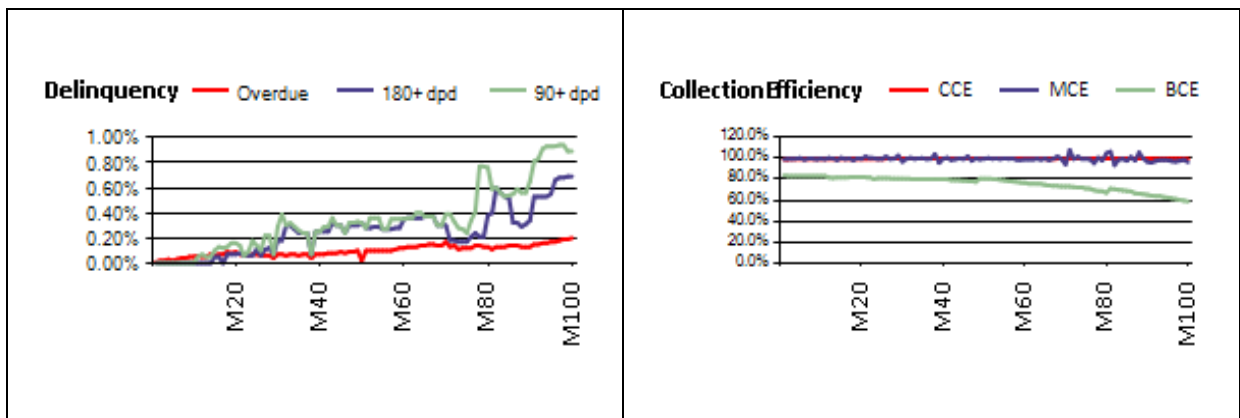 Delinquency Overdue 180+ dpd 90+ dpd
1.00%
0.80%
0.60%
0.40%
0.20%
0.00%
M20
M40
M60
M80
M100
Collection Efficiency CCE MCE BCE
120.0%
100.0%
80.0%
60.0%
40.0%
20.0%
0.0%
M20
M40
M60
M80
M100